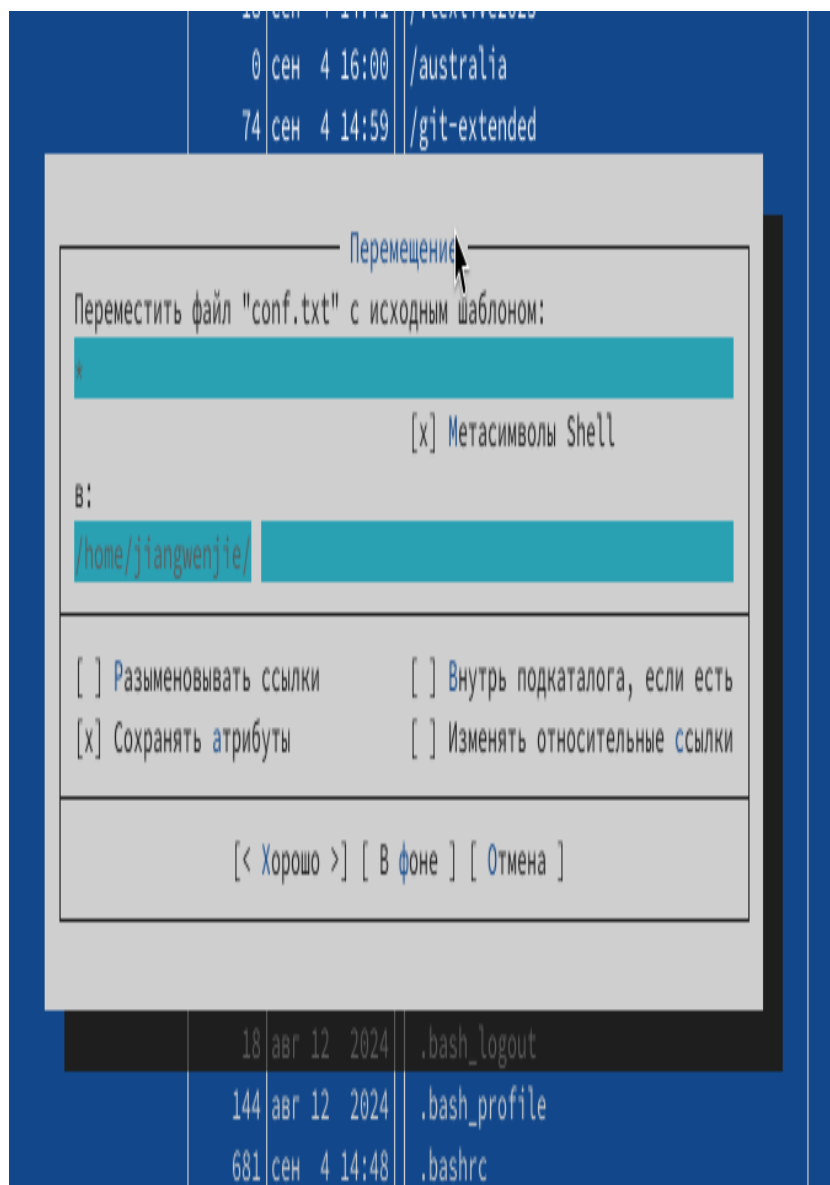 0 сен 4 16:00 /australia
74 сен 4 14:59 /git-extended
Перемещение
Переместить файл "conf.txt" с исходным шаблоном:
*
[x] Метасимволы Shell
в:
/home/jiangwenjie/
[ ] Разыменовывать ссылки [ ] Внутрь подкаталога, если есть
[x] Сохранять атрибуты [ ] Изменять относительные ссылки
[< Хорошо >] [ В фоне ] [ Отмена ]
18 авг 12 2024 .bash_logout
144 авг 12 2024 .bash_profile
681 сен 4 14:48 .bashrc